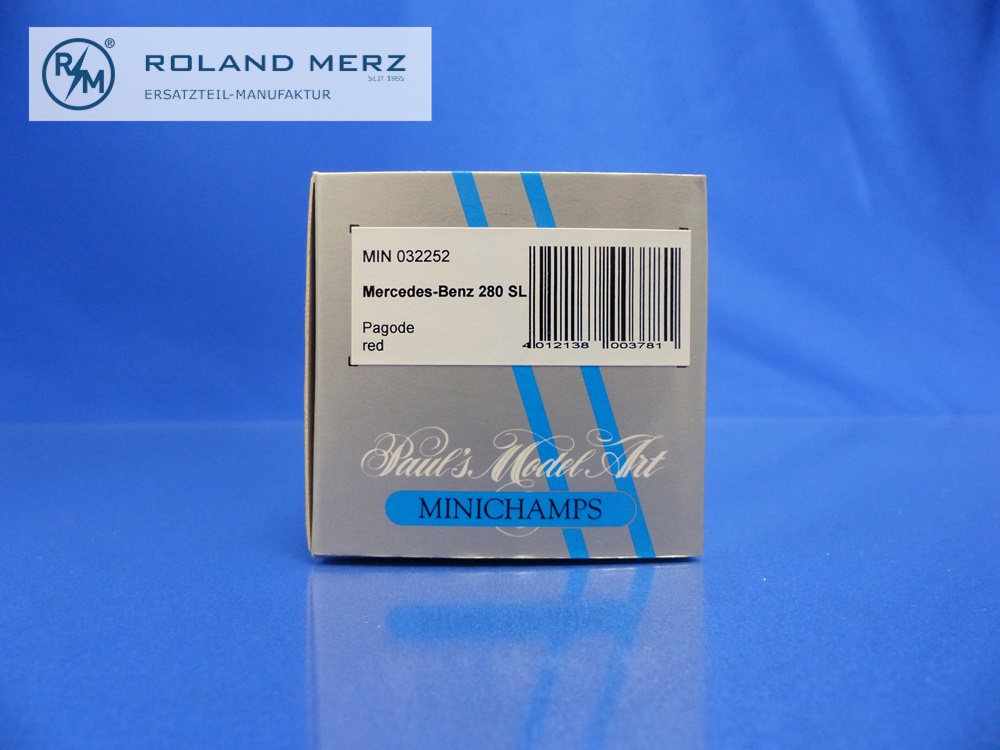 RM®
ROLAND MERZ
SEIT 1985
ERSATZTEIL-MANUFAKTUR
MIN 032252
Mercedes-Benz 280 SL
Pagode
red
4 012138 003781
Paul's Model Art
MINICHAMPS